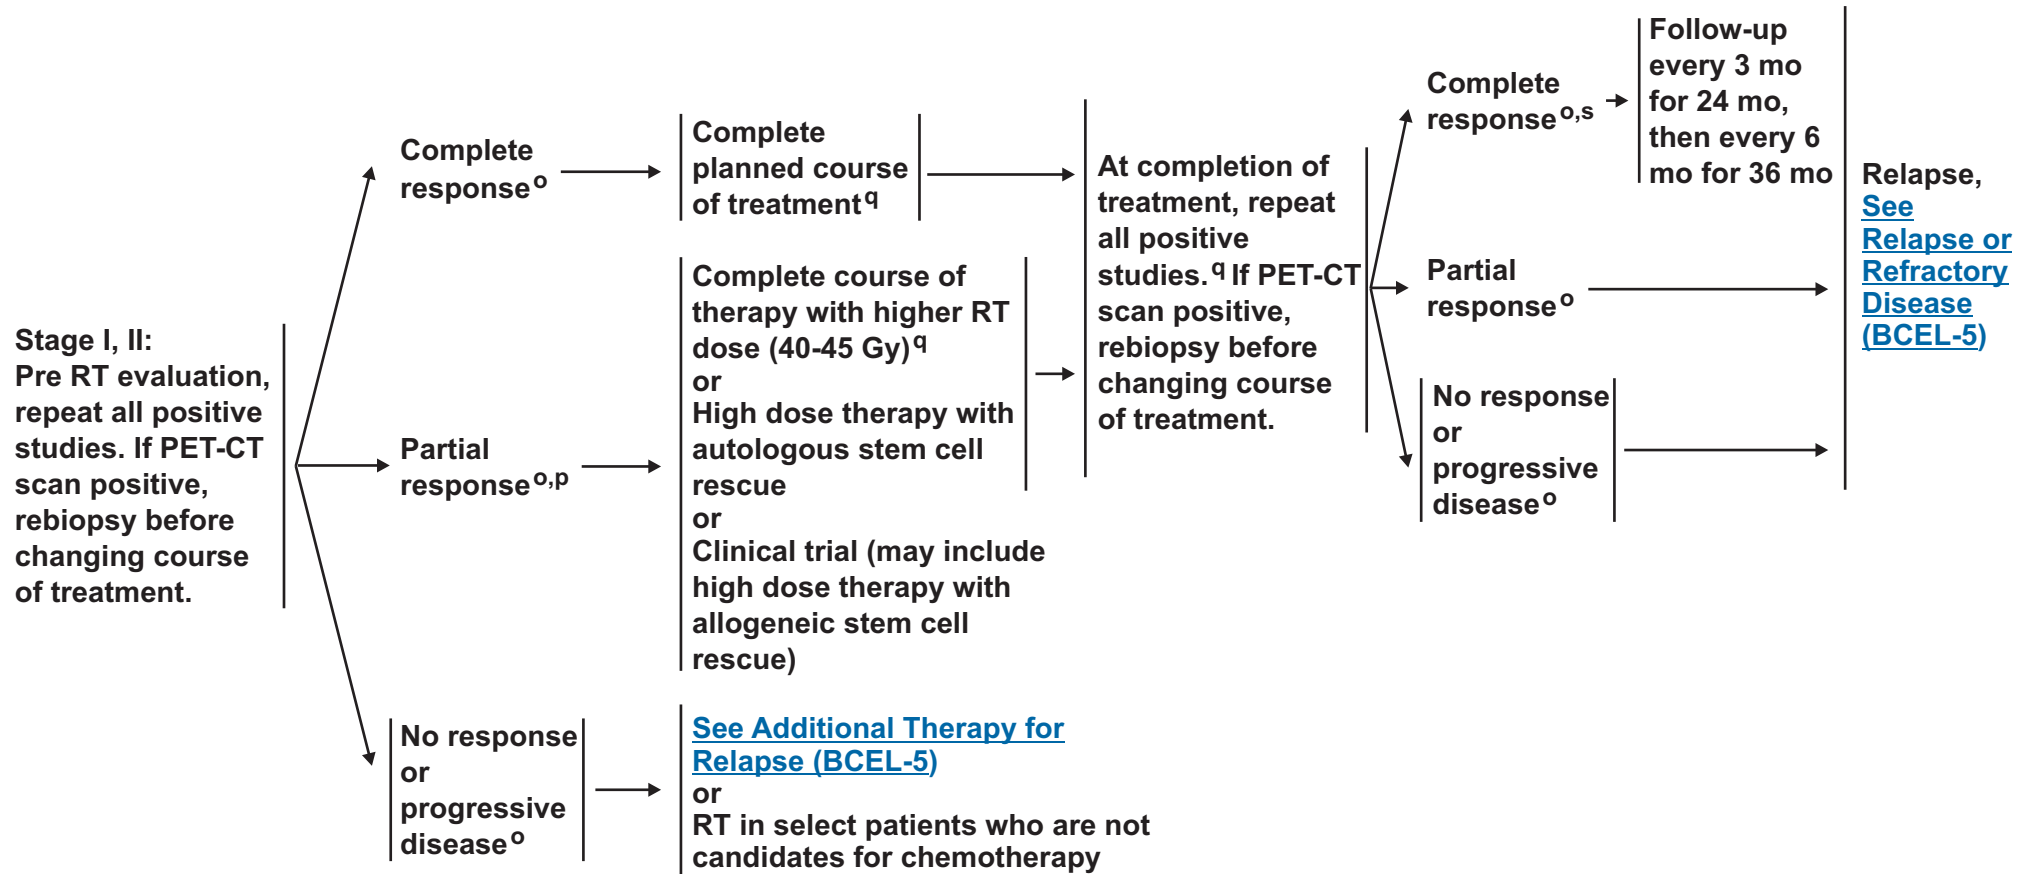 Stage I, II:
Pre RT evaluation,
repeat all positive
studies. If PET-CT
scan positive,
rebiopsy before
changing course
of treatment.
Complete
response o
Partial
response o,p
No response
or
progressive
disease o
Complete
planned course
of treatment q
Complete course of
therapy with higher RT
dose (40-45 Gy) q
or
High dose therapy with
autologous stem cell
rescue
or
Clinical trial (may include
high dose therapy with
allogeneic stem cell
rescue)
See Additional Therapy for
Relapse (BCEL-5)
or
RT in select patients who are not
candidates for chemotherapy
At completion of
treatment, repeat
all positive
studies. q If PET-CT
scan positive,
rebiopsy before
changing course
of treatment.
Complete
response o,s
Partial
response o
No response
or
progressive
disease o
Follow-up
every 3 mo
for 24 mo,
then every 6
mo for 36 mo
Relapse,
See
Relapse or
Refractory
Disease
(BCEL-5)